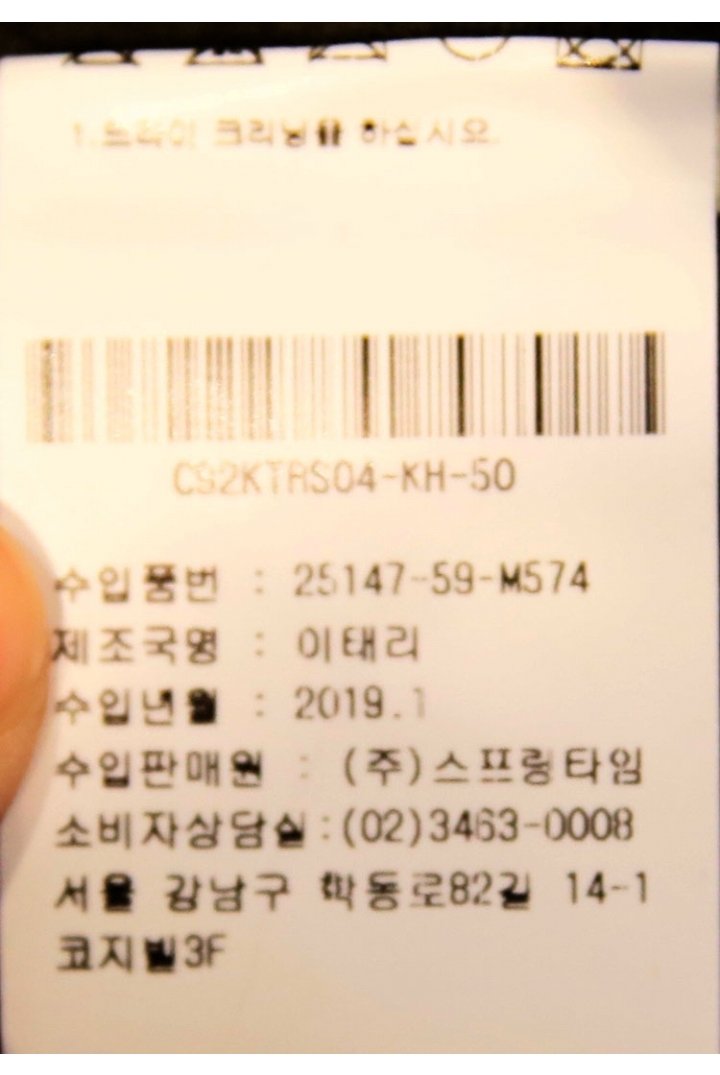 1.드라이 크리닝을 하십시오.
CS2KTRS04-KH-50
수입품번 : 25147-59-M574
제조국명 : 이태리
수입년월 : 2019.1
수입판매원 : (주)스프링타임
소비자상담실:(02)3463-0008
서울 강남구 학동로82길 14-1
코지빌3F